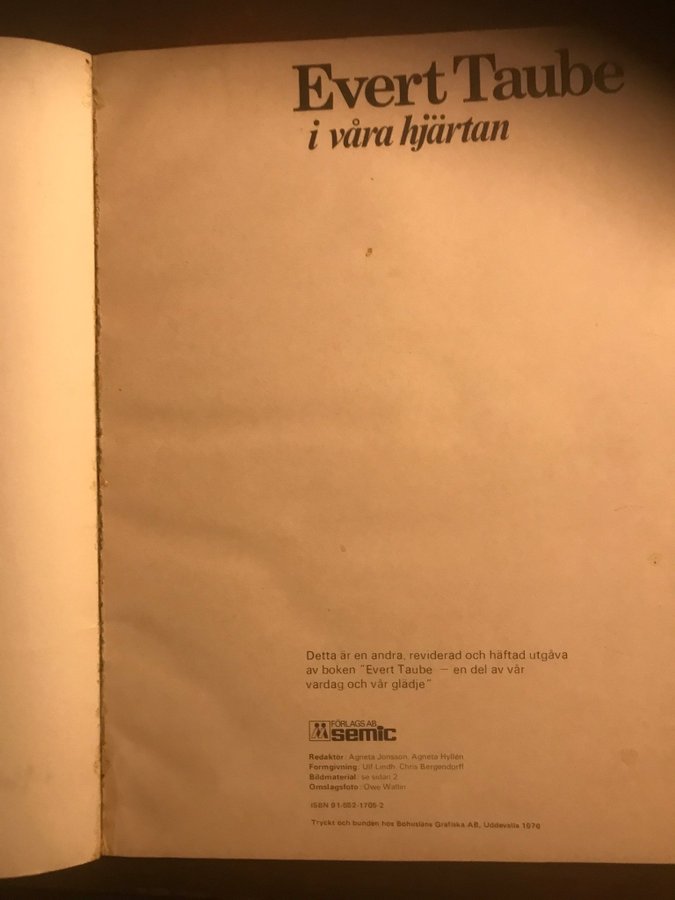 Evert Taube
i våra hjärtan
Detta är en andra, reviderad och häftad utgåva
av boken "Evert Taube – en del av vår
vardag och vår glädje"
FÖRLAGS AB
semic
Redaktör: Agneta Jonsson, Agneta Hyllén
Formgivning: Ulf Lindh, Chris Bergendorff
Bildmaterial: se sidan 2
Omslagsfoto: Owe Wallin
ISBN 91-552-1705-2
Tryckt och bunden hos Bohusläns Grafiska AB, Uddevalla 1976